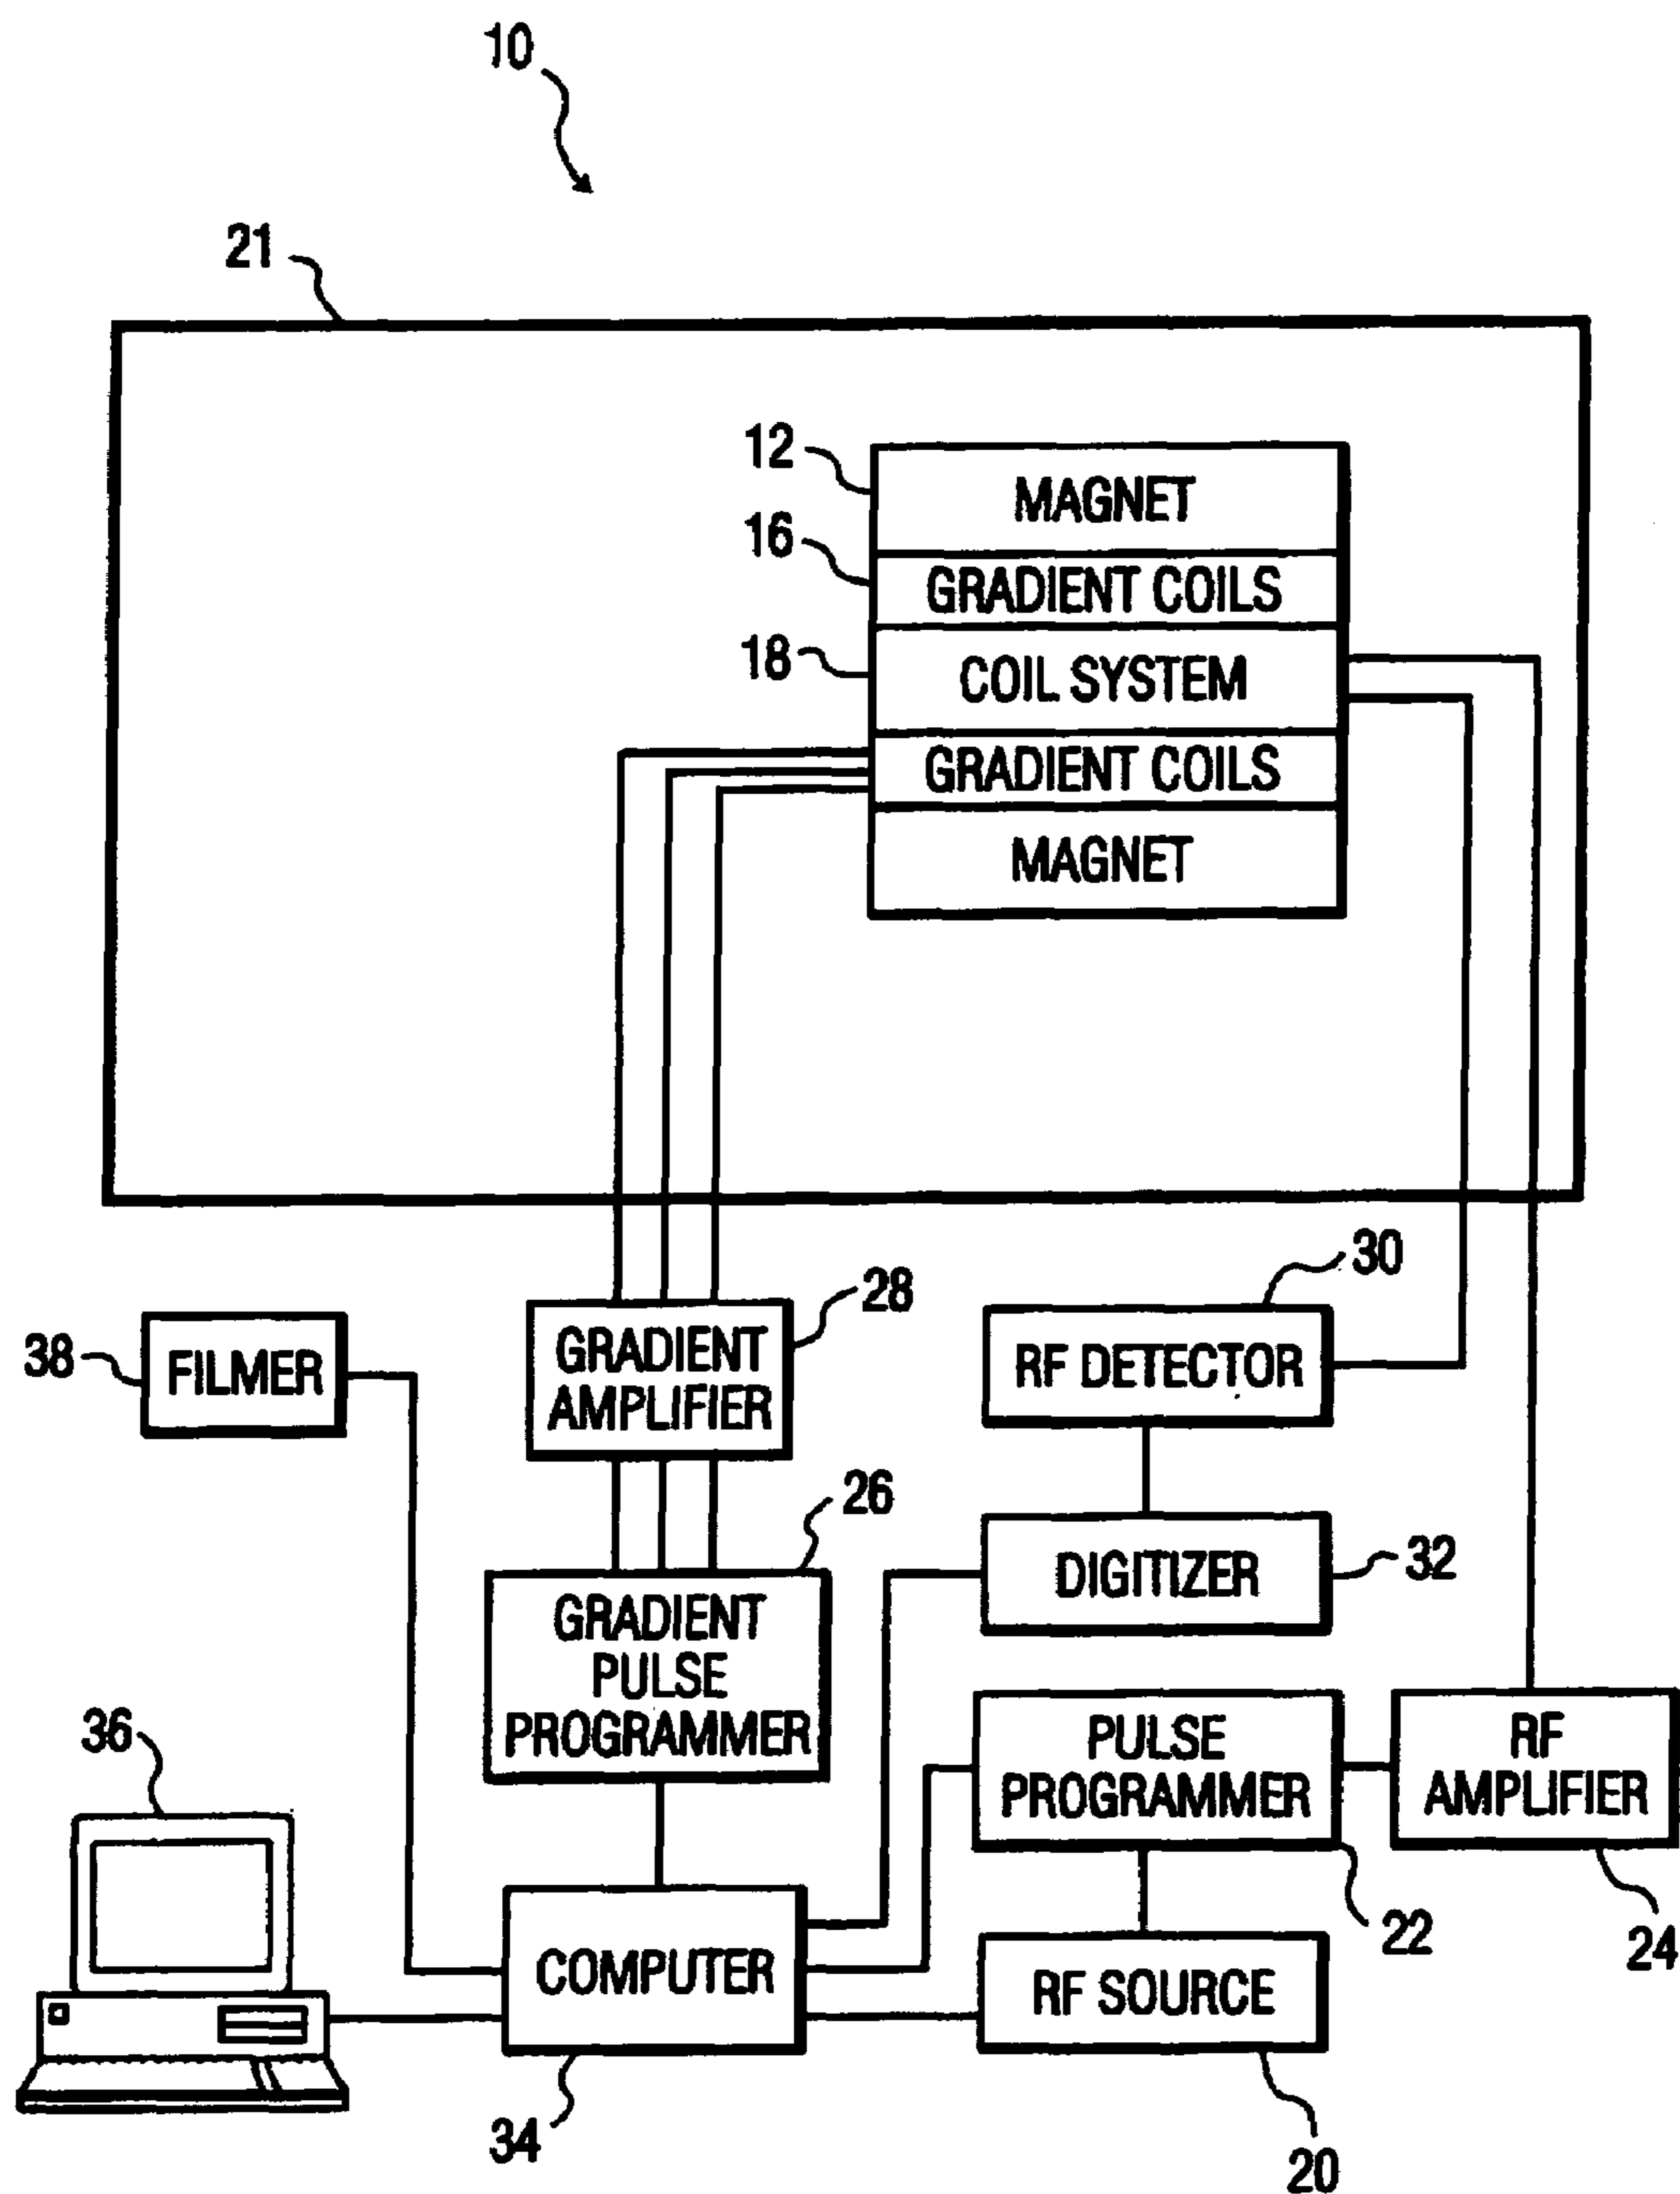 10
21
12
MAGNET
16
GRADIENT COILS
18
COIL SYSTEM
GRADIENT COILS
MAGNET
30
28
38
FILMER
GRADIENT
AMPLIFIER
RF DETECTOR
26
32
DIGITIZER
GRADIENT
PULSE
PROGRAMMER
36
PULSE
PROGRAMMER
RF
AMPLIFIER
22
24
COMPUTER
RF SOURCE
34
20